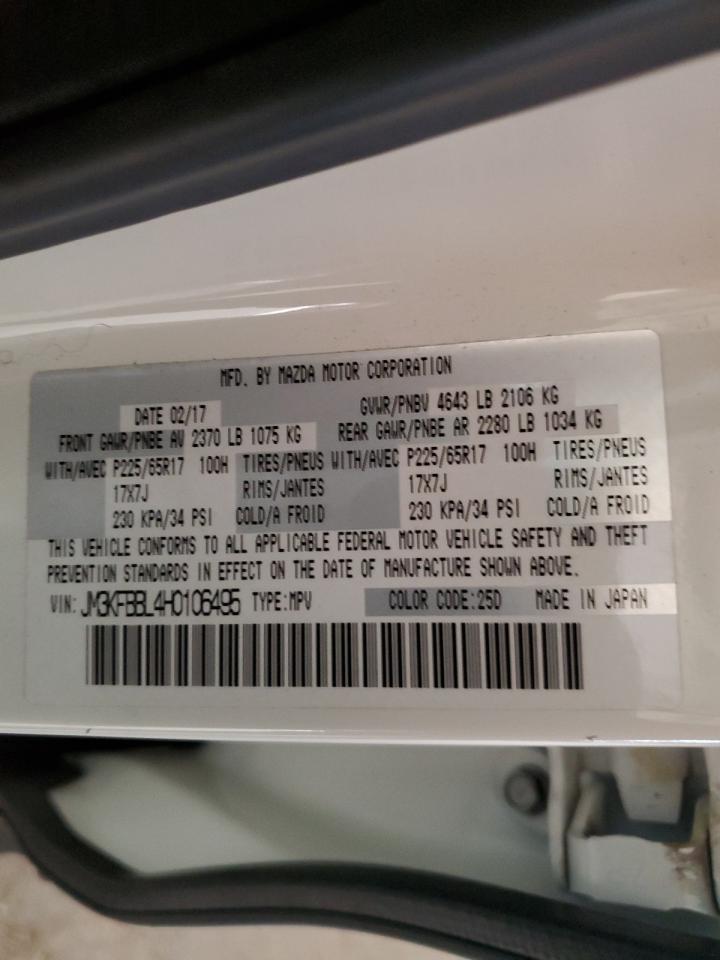 MFD. BY MAZDA MOTOR CORPORATION
DATE 02/17 GVWR/PNBV 4643 LB 2106 KG
FRONT GAWR/PNBE AV 2370 LB 1075 KG REAR GAWR/PNBE AR 2280 LB 1034 KG
WITH/AVEC P225/65R17 100H TIRES/PNEUS WITH/AVEC P225/65R17 100H TIRES/PNEUS
17X7J RIMS/JANTES 17X7J RIMS/JANTES
230 KPA/34 PSI COLD/A FROID 230 KPA/34 PSI COLD/A FROID
THIS VEHICLE CONFORMS TO ALL APPLICABLE FEDERAL MOTOR VEHICLE SAFETY AND THEFT
PREVENTION STANDARDS IN EFFECT ON THE DATE OF MANUFACTURE SHOWN ABOVE.
VIN: JM3KFBBL4H0106495 TYPE:MPV COLOR CODE:25D MADE IN JAPAN